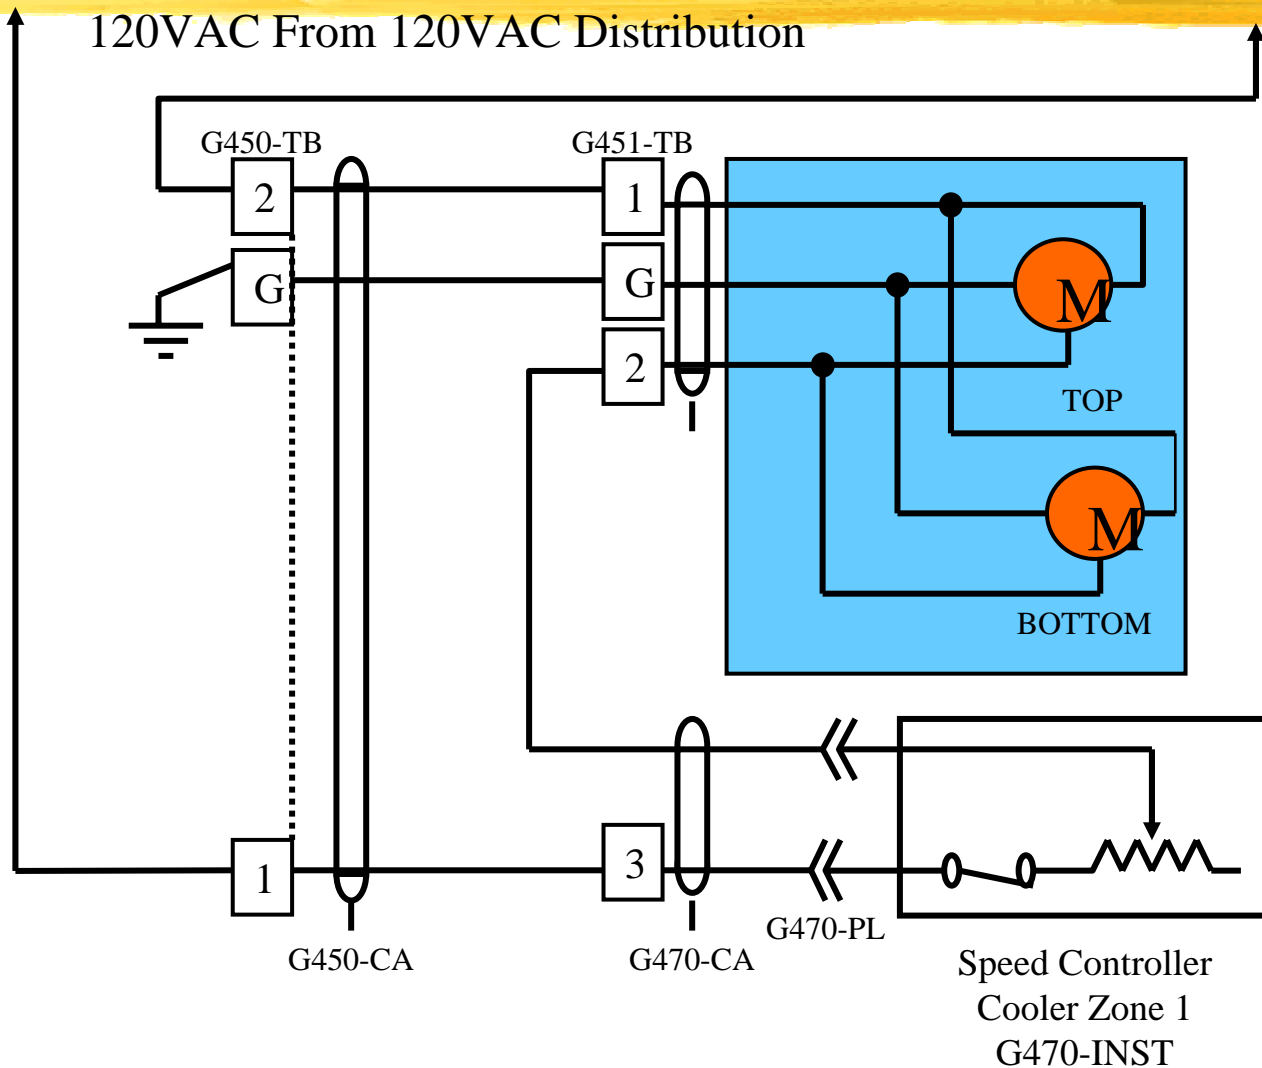 120VAC From 120VAC Distribution
G450-TB
G451-TB
2
1
G
G
2
M
TOP
M
BOTTOM
1
3
G470-PL
G450-CA
G470-CA
Speed Controller
Cooler Zone 1
G470-INST